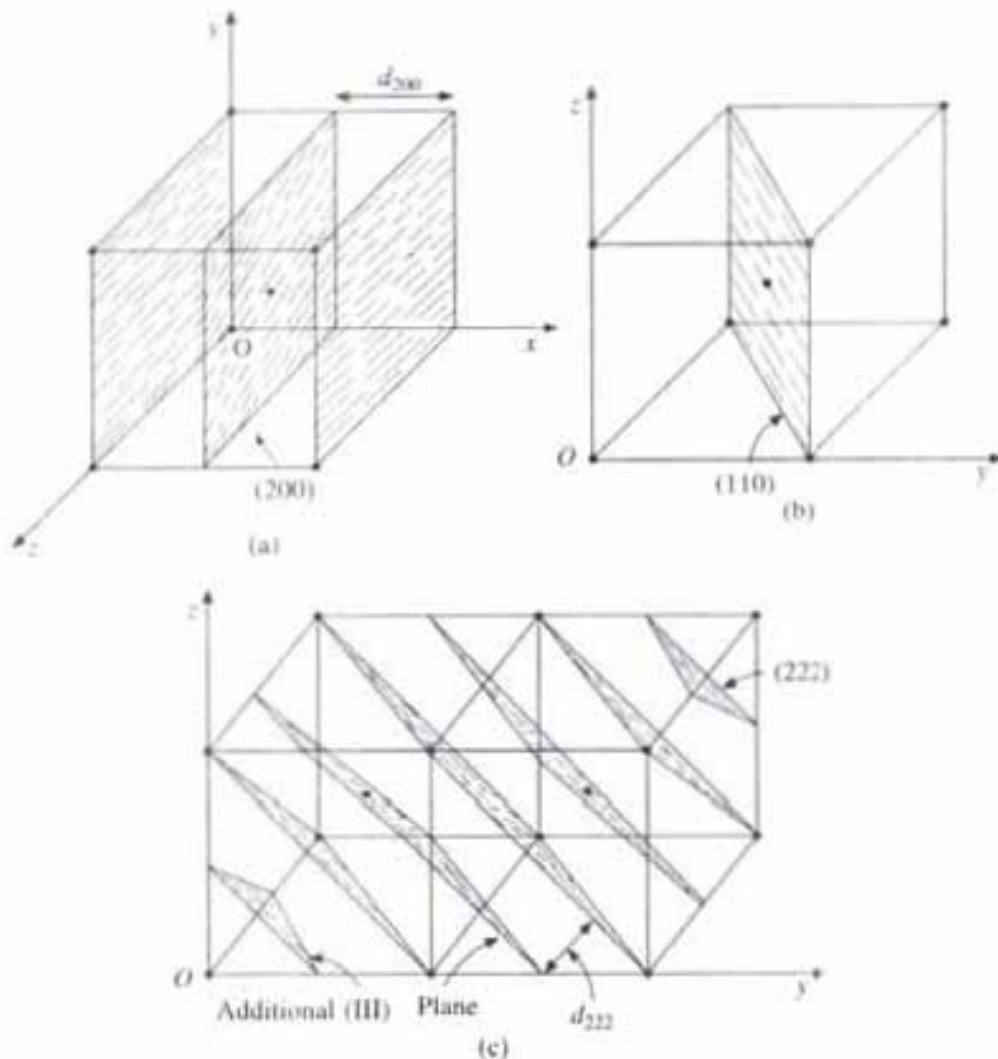 y
d200
O
x
(200)
z
(a)
z
O
y
(110)
(b)
z
(222)
O
y
Additional (III)
Plane
d222
(c)